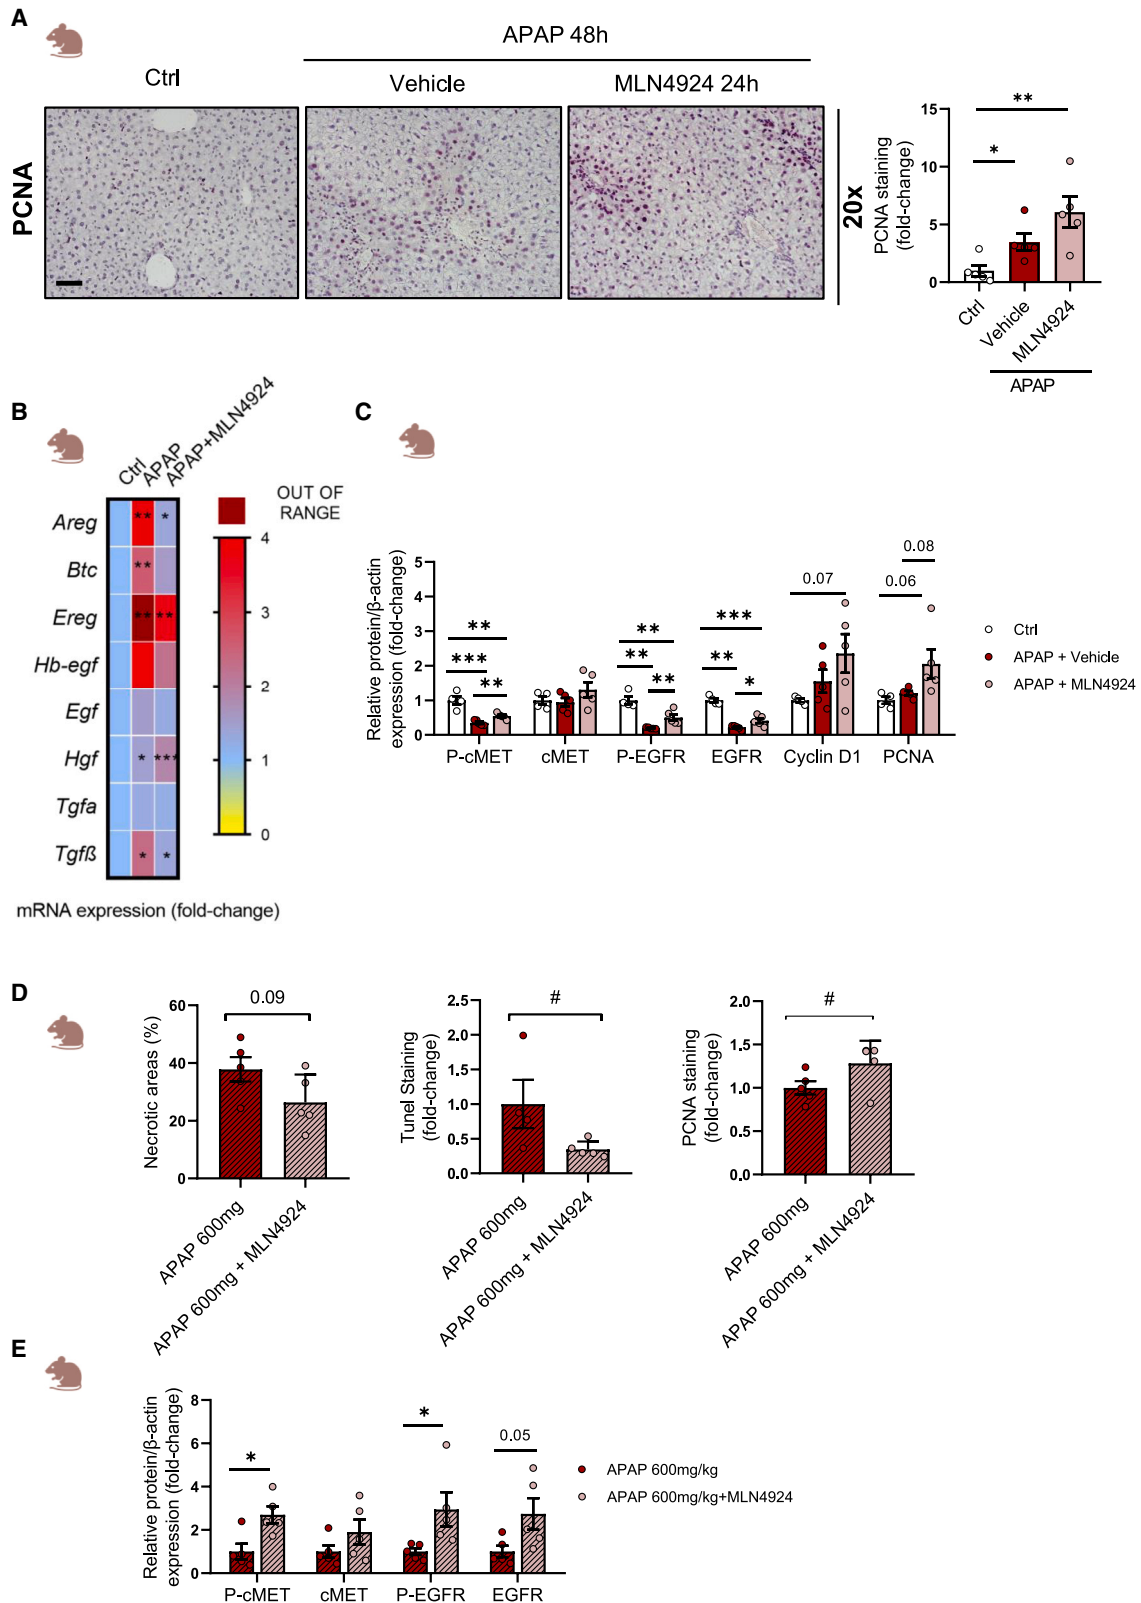 A
APAP 48h
Ctrl
Vehicle
MLN4924 24h
PCNA
20x
PCNA staining
(fold-change)
15
10
5
0
*
**
Ctrl
Vehicle
MLN4924
APAP
B
Ctrl
APAP
APAP+MLN4924
Areg
** *
Btc
**
Ereg
** **
Hb-egf
Egf
Hgf
* ***
Tgfa
Tgfß
* *
OUT OF
RANGE
4
3
2
1
0
mRNA expression (fold-change)
C
Relative protein/β-actin
expression (fold-change)
5
4
3
2
1
0
**
***
**
**
**
**
***
**
*
0.07
0.06
0.08
P-cMET
cMET
P-EGFR
EGFR
Cyclin D1
PCNA
Ctrl
APAP + Vehicle
APAP + MLN4924
D
Necrotic areas (%)
60
40
20
0
0.09
APAP 600mg
APAP 600mg + MLN4924
Tunel Staining
(fold-change)
2.5
2.0
1.5
1.0
0.5
0.0
#
APAP 600mg
APAP 600mg + MLN4924
PCNA staining
(fold-change)
2.0
1.5
1.0
0.5
0.0
#
APAP 600mg
APAP 600mg + MLN4924
E
Relative protein/β-actin
expression (fold-change)
8
6
4
2
0
*
*
0.05
P-cMET
cMET
P-EGFR
EGFR
APAP 600mg/kg
APAP 600mg/kg+MLN4924